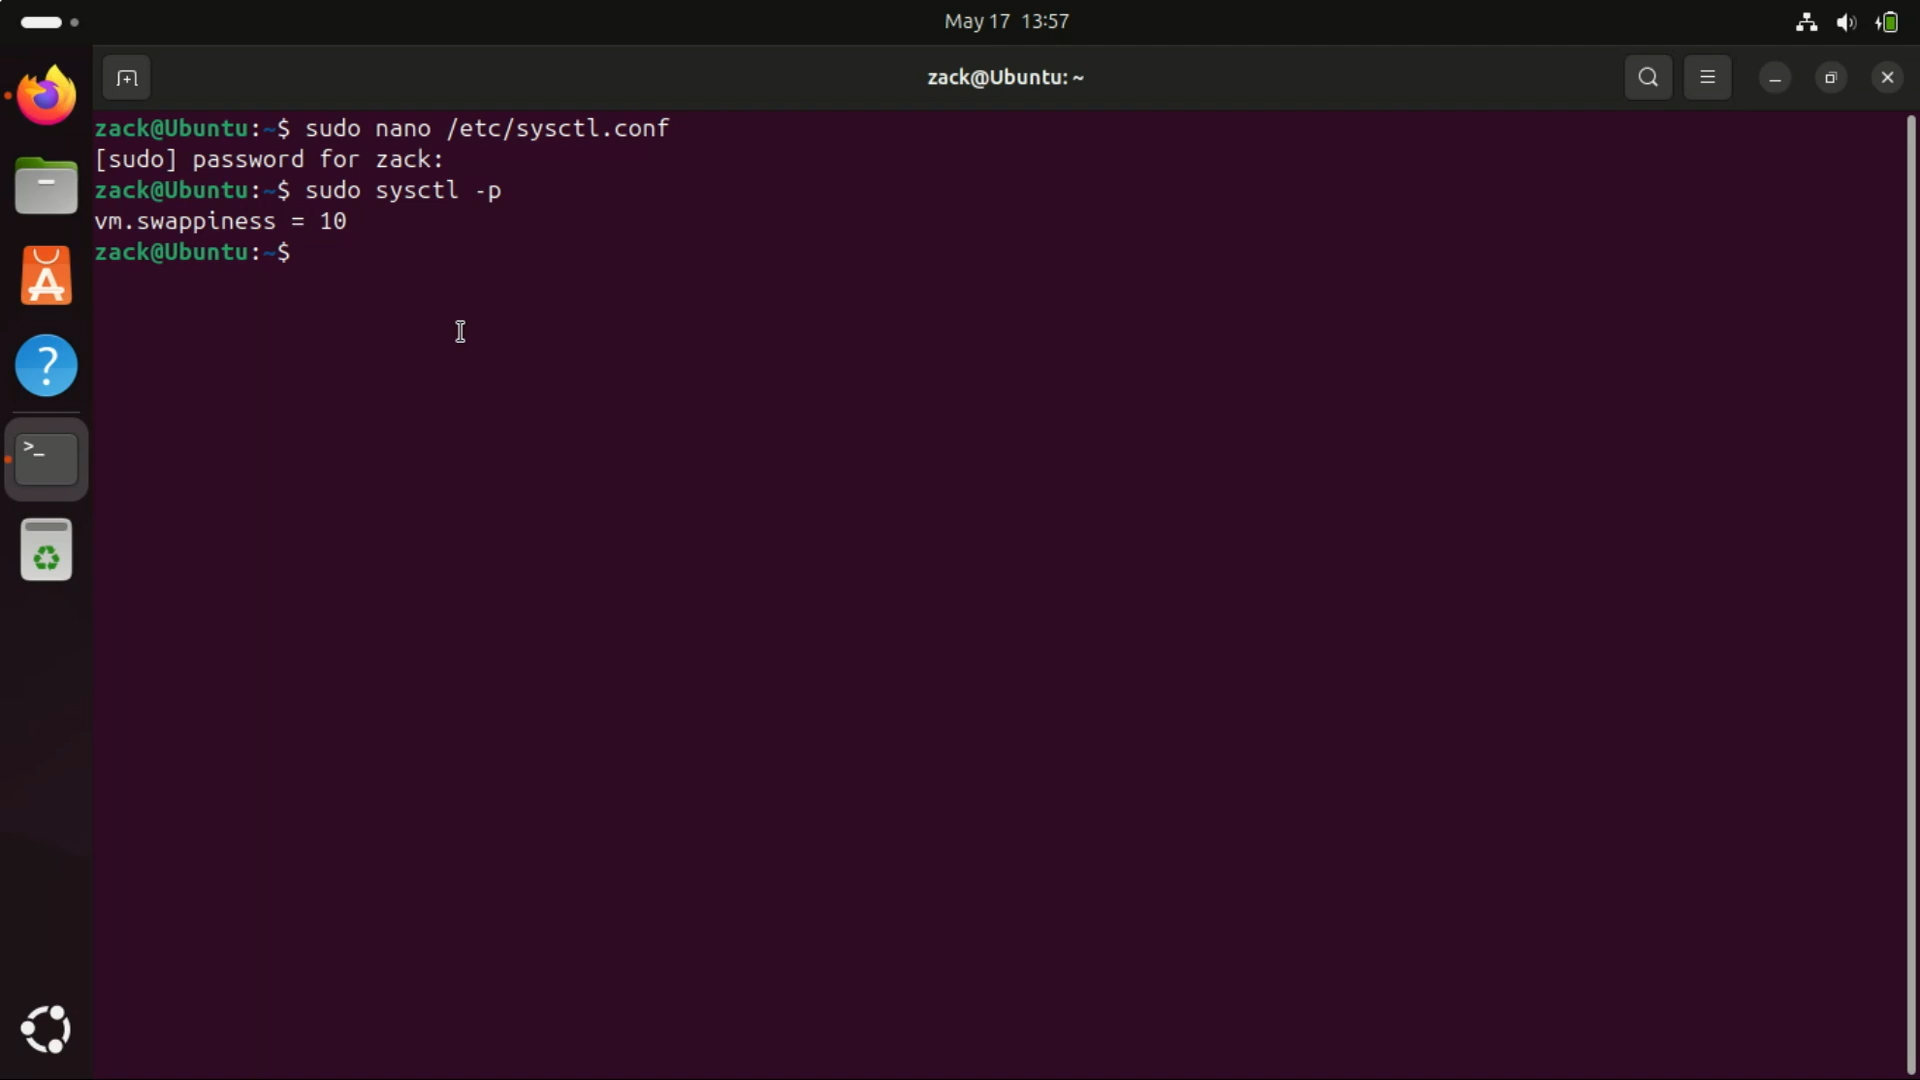 May 17 13:57
zack@Ubuntu: ~
zack@Ubuntu:~$ sudo nano /etc/sysctl.conf
[sudo] password for zack:
zack@Ubuntu:~$ sudo sysctl -p
vm.swappiness = 10
zack@Ubuntu:~$